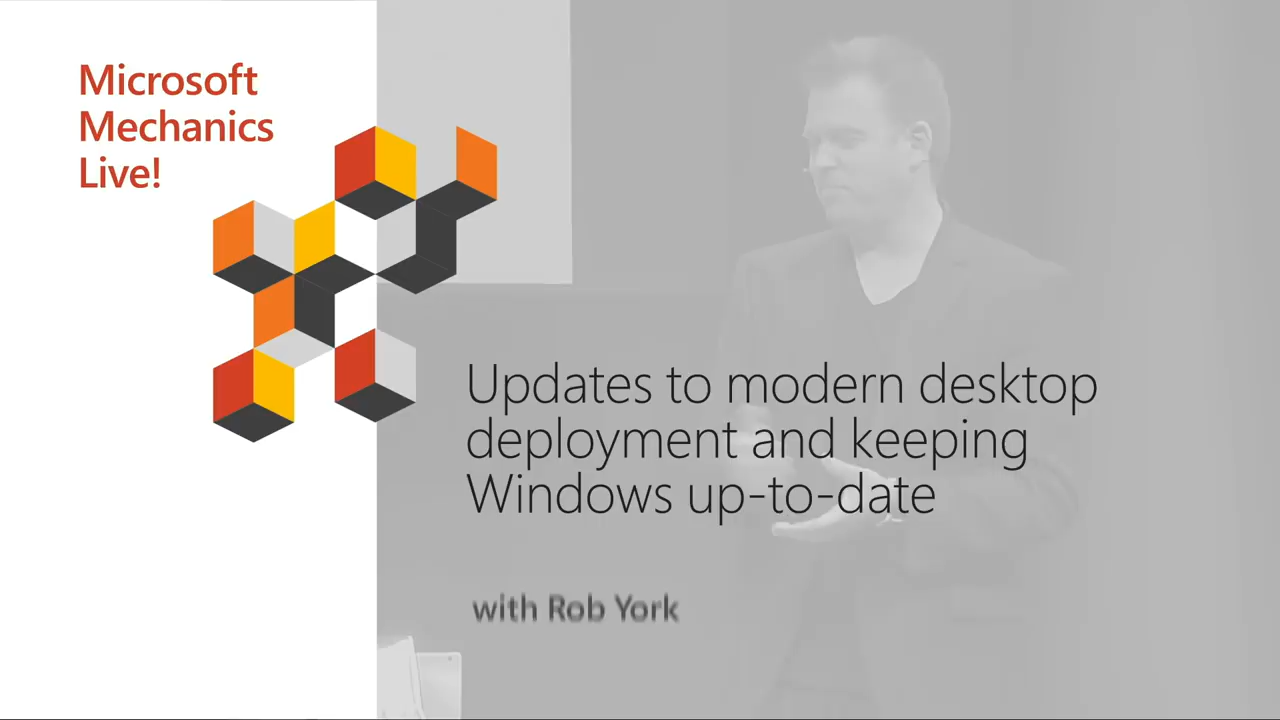 Microsoft
Mechanics
Live!
Updates to modern desktop
deployment and keeping
Windows up-to-date
with Rob York